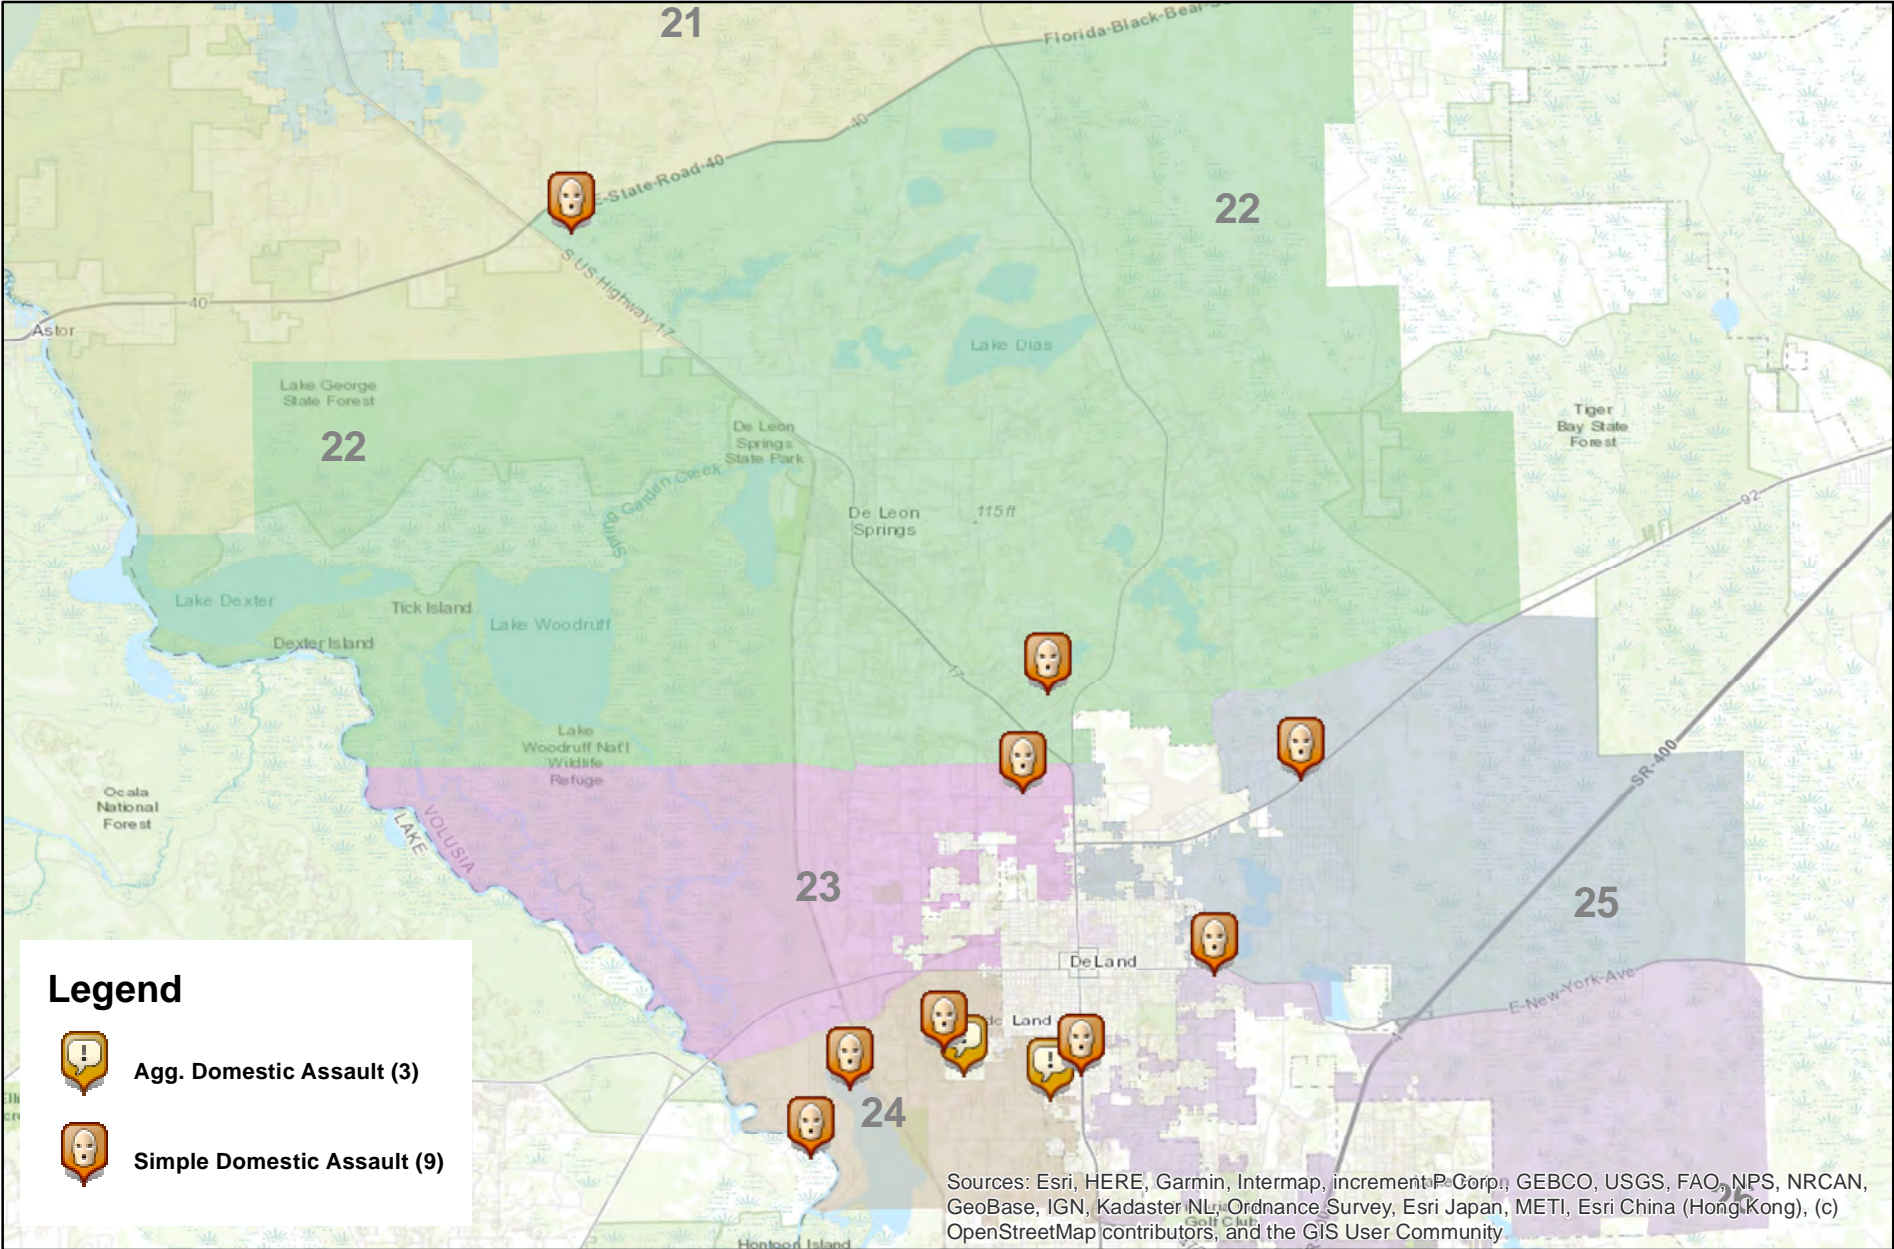 21
Florida-Black-Bear-S
40
E-State-Road-40
22
S US-Highway-17
40
Astor
Lake Dias
Lake George
State Forest
22
De Leon
Springs
State Park
Tiger
Bay State
Forest
Spring Garden Creek
92
De Leon
Springs
115 ft
Lake Dexter
Tick Island
Lake Woodruff
Dexter Island
17
Lake
Woodruff Nat'l
Wildlife
Refuge
SR-400
Ocala
National
Forest
VOLUSIA
LAKE
23
25
DeLand
E-New-York-Ave
de Land
4
24
Legend
Agg. Domestic Assault (3)
Simple Domestic Assault (9)
26
Golf Club
Hontoon Island
Sources: Esri, HERE, Garmin, Intermap, increment P Corp., GEBCO, USGS, FAO, NPS, NRCAN,
GeoBase, IGN, Kadaster NL, Ordnance Survey, Esri Japan, METI, Esri China (Hong Kong), (c)
OpenStreetMap contributors, and the GIS User Community